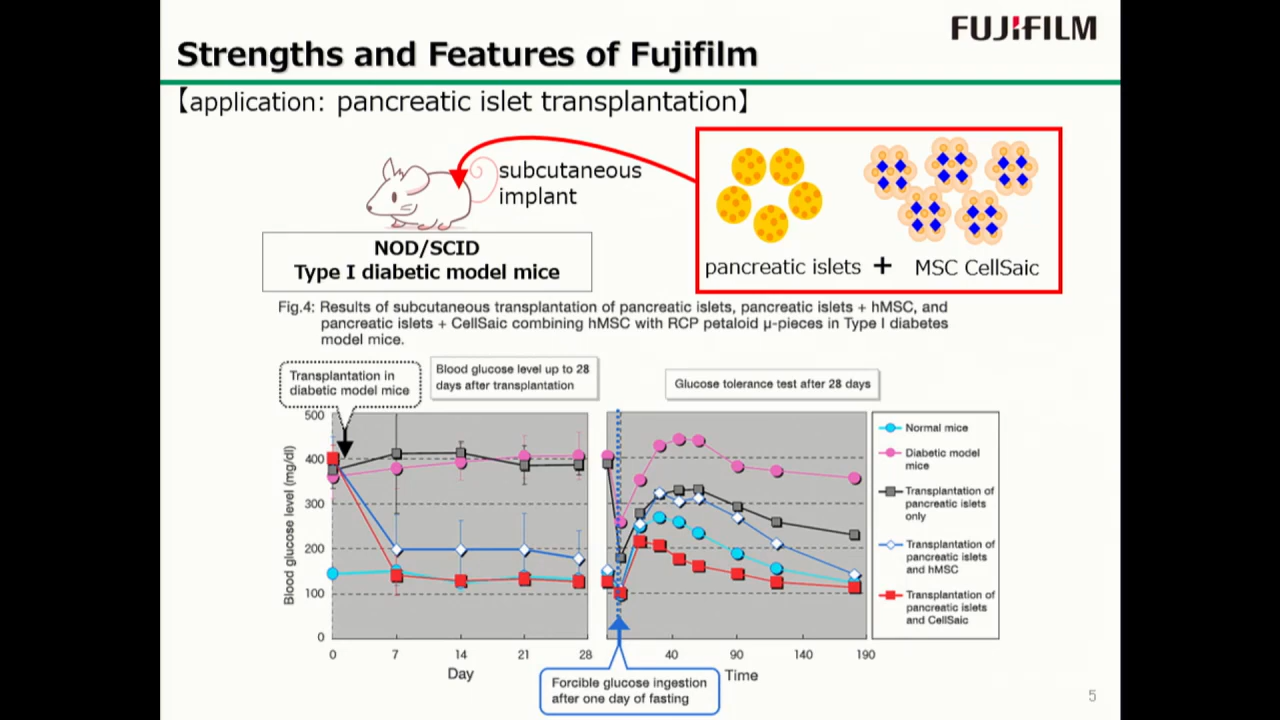 FUJIFILM
Strengths and Features of Fujifilm
【application: pancreatic islet transplantation】
subcutaneous
implant
NOD/SCID
Type I diabetic model mice
pancreatic islets + MSC CellSaic
Fig.4: Results of subcutaneous transplantation of pancreatic islets, pancreatic islets + hMSC, and
pancreatic islets + CellSaic combining hMSC with RCP petaloid μ-pieces in Type I diabetes
model mice.
Transplantation in
diabetic model mice
Blood glucose level up to 28
days after transplantation
Glucose tolerance test after 28 days
Blood glucose level (mg/dl)
500
400
300
200
100
0
0 7 14 21 28
Day
40 90 140 190
Time
Normal mice
Diabetic model
mice
Transplantation of
pancreatic islets
only
Transplantation of
pancreatic islets
and hMSC
Transplantation of
pancreatic islets
and CellSaic
Forcible glucose ingestion
after one day of fasting
5